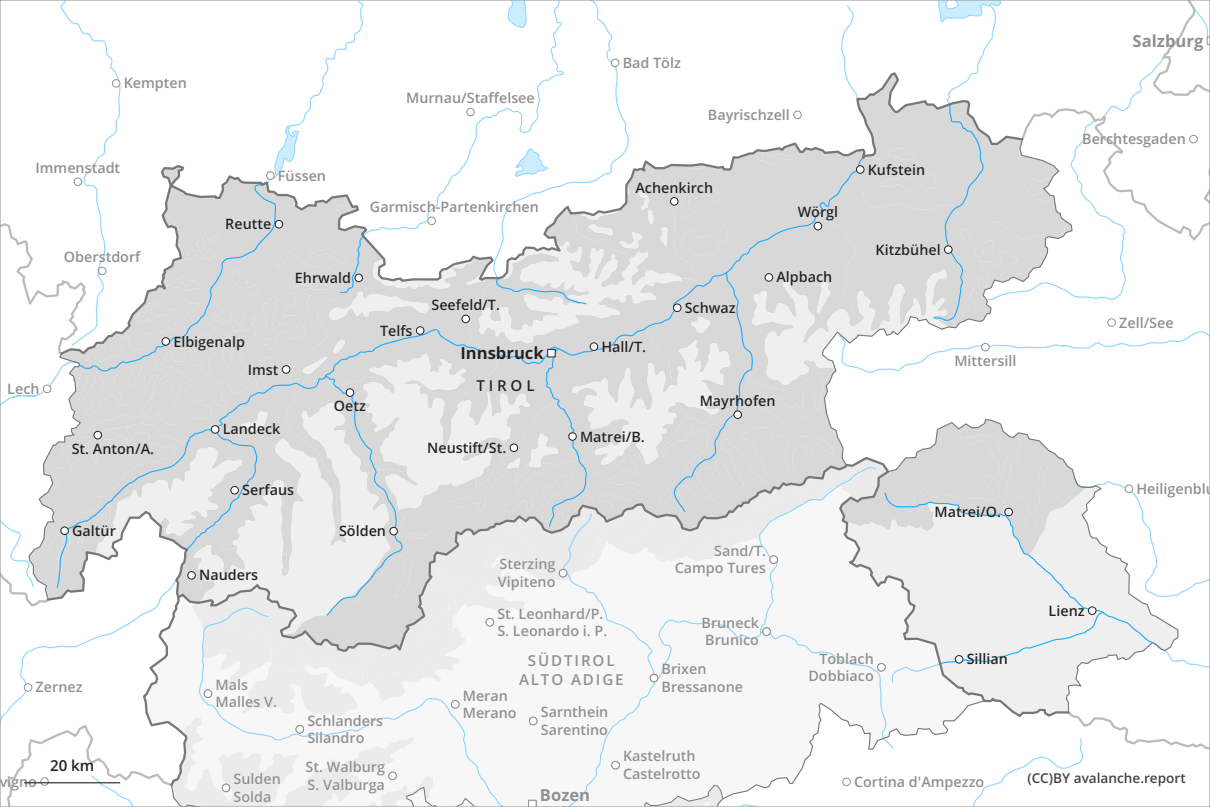 Salzburg
Bad Tölz
Kempten
Murnau/Staffelsee
Bayrischzell
Berchtesgaden
Immenstadt
Füssen
Kufstein
Achenkirch
Garmisch-Partenkirchen
Wörgl
Reutte
Kitzbühel
Oberstdorf
Ehrwald
Alpbach
Seefeld/T.
Schwaz
Zell/See
Telfs
Elbigenalp
Innsbruck
Hall/T.
Mittersill
Imst
TIROL
Lech
Oetz
Mayrhofen
Landeck
Matrei/B.
St. Anton/A.
Neustift/St.
Serfaus
Heiligenblu
Matrei/O.
Galtür
Sölden
Sand/T.
Campo Tures
Sterzing
Vipiteno
Nauders
Lienz
St. Leonhard/P.
S. Leonardo i. P.
Bruneck
Brunico
SÜDTIROL
ALTO ADIGE
Toblach
Dobbiaco
Sillian
Brixen
Bressanone
Zernez
Mals
Malles V.
Meran
Merano
Sarnthein
Sarentino
Schlanders
Silandro
Kastelruth
Castelrotto
20 km
St. Walburg
S. Valburga
vigno
Sulden
Solda
Cortina d'Ampezzo
(CC)BY avalanche.report
Bozen